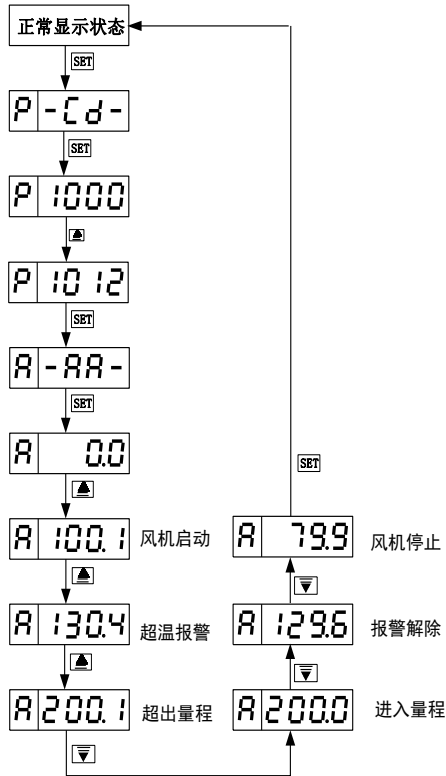 正常显示状态
SET
P -Cd-
SET
P 1000
P 1012
SET
A -AA-
SET
A 0.0
SET
A 100.1 风机启动
A 79.9 风机停止
A 130.4 超温报警
A 129.6 报警解除
A 200.1 超出量程
A 200.0 进入量程